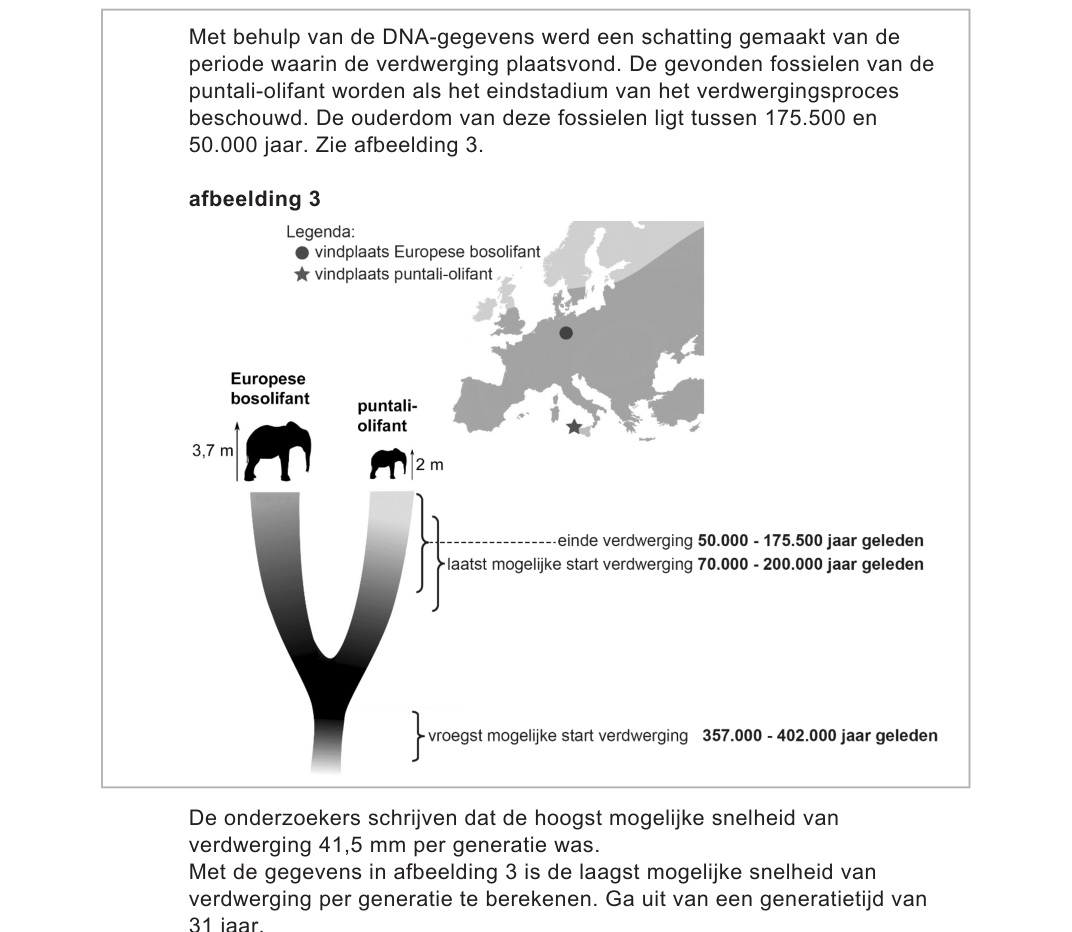 Met behulp van de DNA-gegevens werd een schatting gemaakt van de
periode waarin de verdwerging plaatsvond. De gevonden fossielen van de
puntali-olifant worden als het eindstadium van het verdwergingsproces
beschouwd. De ouderdom van deze fossielen ligt tussen 175.500 en
50.000 jaar. Zie afbeelding 3.
afbeelding 3
Legenda:
vindplaats Europese bosolifant
vindplaats puntali-olifant
Europese
bosolifant
puntali-
olifant
3,7 m
2 m
einde verdwerging 50.000 - 175.500 jaar geleden
laatst mogelijke start verdwerging 70.000 - 200.000 jaar geleden
vroegst mogelijke start verdwerging 357.000 - 402.000 jaar geleden
De onderzoekers schrijven dat de hoogst mogelijke snelheid van
verdwerging 41,5 mm per generatie was.
Met de gegevens in afbeelding 3 is de laagst mogelijke snelheid van
verdwerging per generatie te berekenen. Ga uit van een generatietijd van
31 jaar.